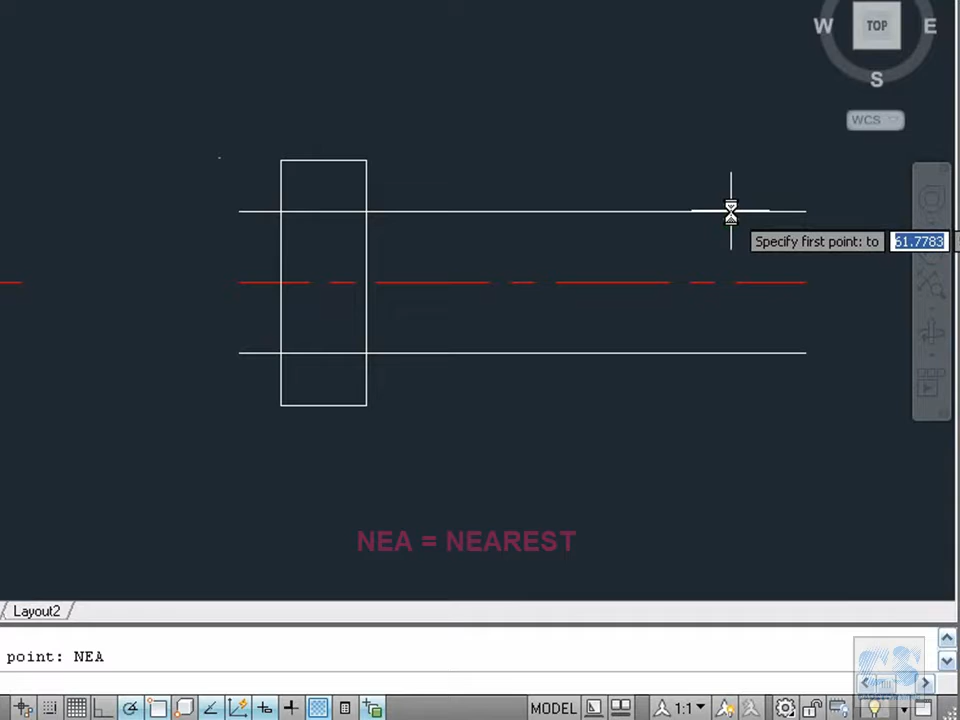 W TOP E
S
WCS
Specify first point: to 61.7783
NEA = NEAREST
Layout2
point: NEA
MODEL 1:1